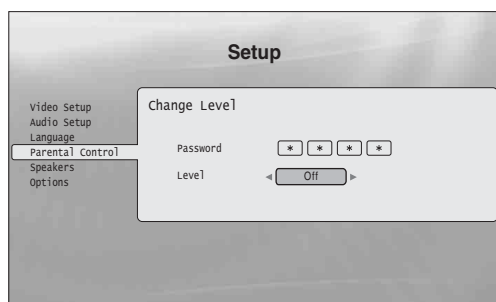 Setup
Video Setup
Audio Setup
Language
Parental Control
Speakers
Options
Change Level
Password * * * *
Level Off